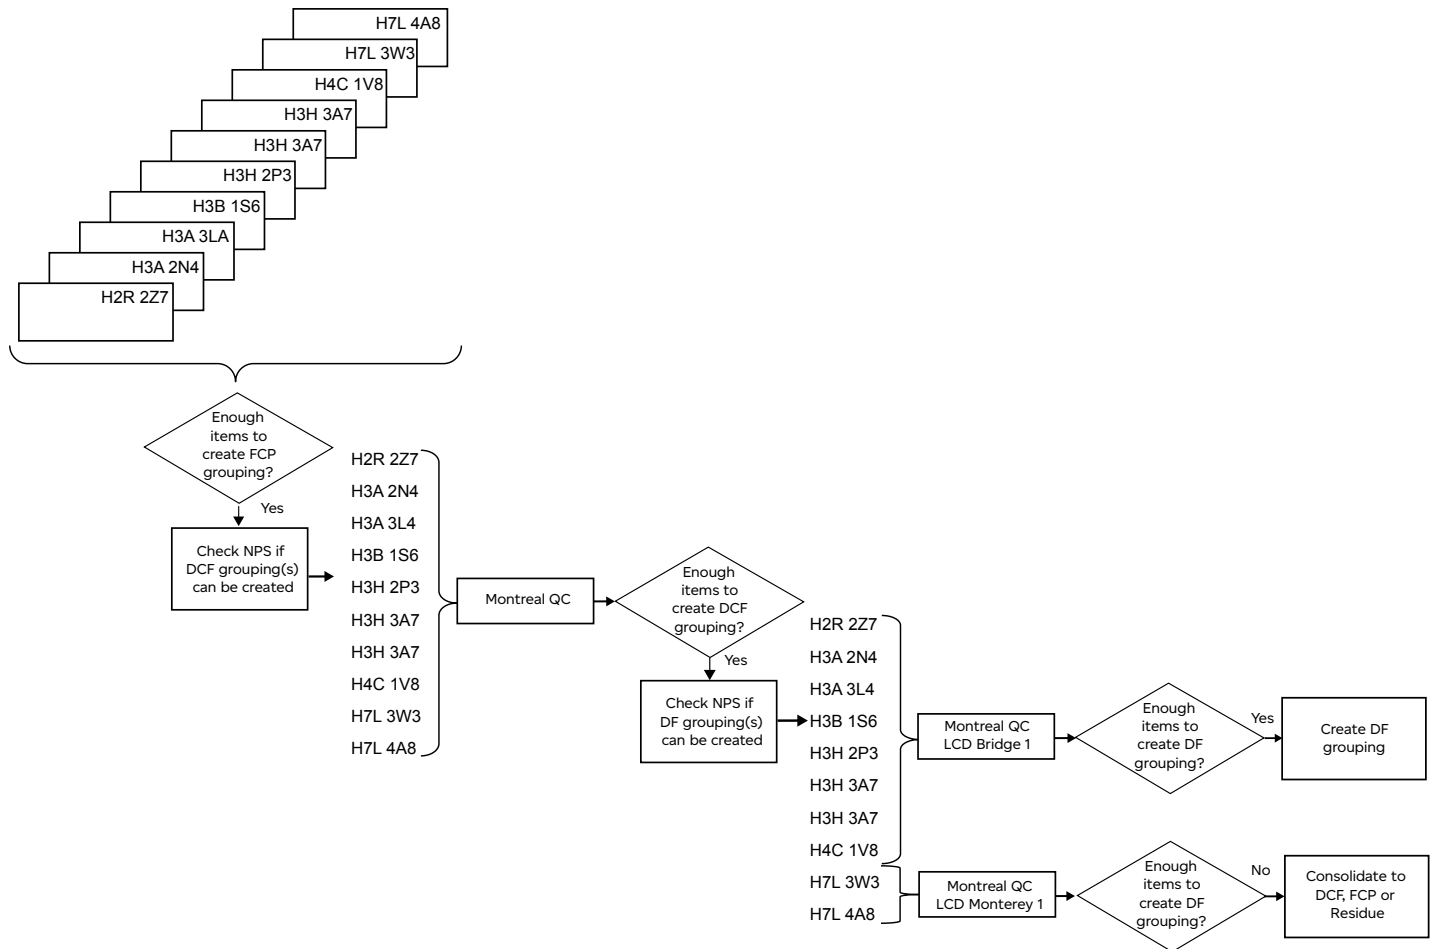 H7L 4A8
H7L 3W3
H4C 1V8
H3H 3A7
H3H 3A7
H3H 2P3
H3B 1S6
H3A 3LA
H3A 2N4
H2R 2Z7
Enough
items to
create FCP
grouping?
Yes
Check NPS if
DCF grouping(s)
can be created
H2R 2Z7
H3A 2N4
H3A 3L4
H3B 1S6
H3H 2P3
H3H 3A7
H3H 3A7
H4C 1V8
H7L 3W3
H7L 4A8
Montreal QC
Enough
items to
create DCF
grouping?
Yes
Check NPS if
DF grouping(s)
can be created
H2R 2Z7
H3A 2N4
H3A 3L4
H3B 1S6
H3H 2P3
H3H 3A7
H3H 3A7
H4C 1V8
H7L 3W3
H7L 4A8
Montreal QC
LCD Bridge 1
Enough
items to
create DF
grouping?
Yes
Create DF
grouping
Montreal QC
LCD Monterey 1
Enough
items to
create DF
grouping?
No
Consolidate to
DCF, FCP or
Residue